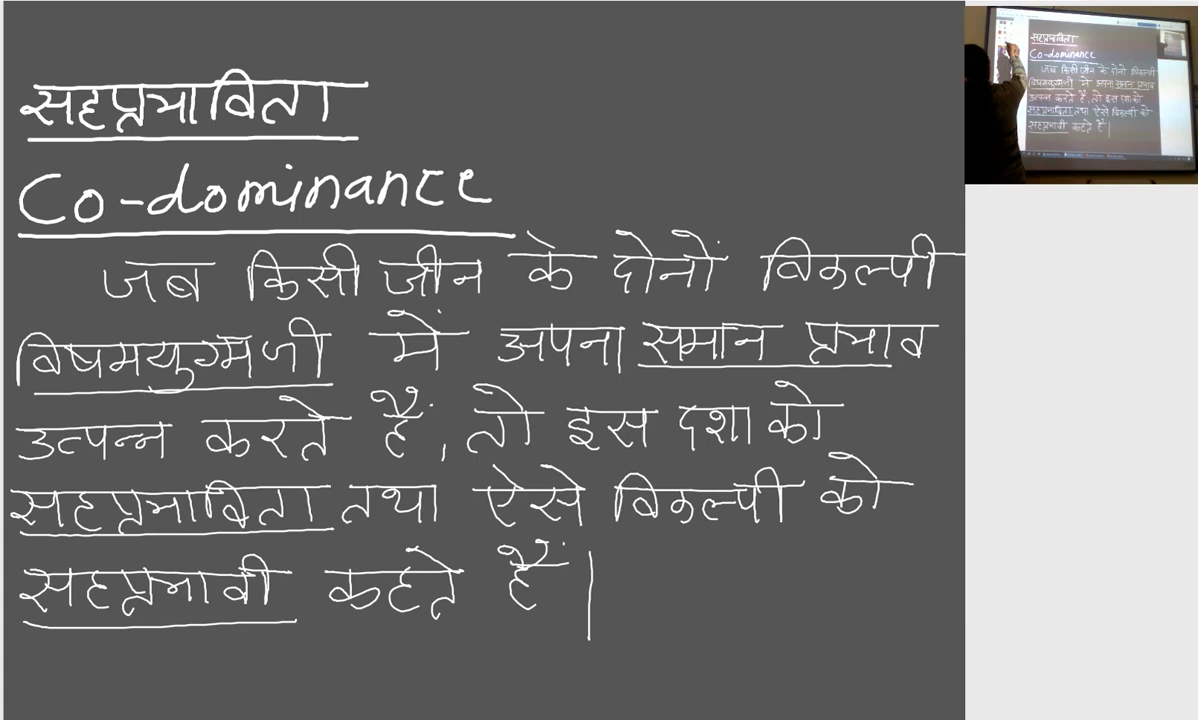 सहप्रभाविता
Co-dominance
जब किसी जीन के दोनों विकल्पी
विषमयुग्मजी में अपना समान प्रभाव
उत्पन्न करते हैं, तो इस दशा को
सहप्रभाविता तथा ऐसे विकल्पी को
सहप्रभावी कहते हैं|